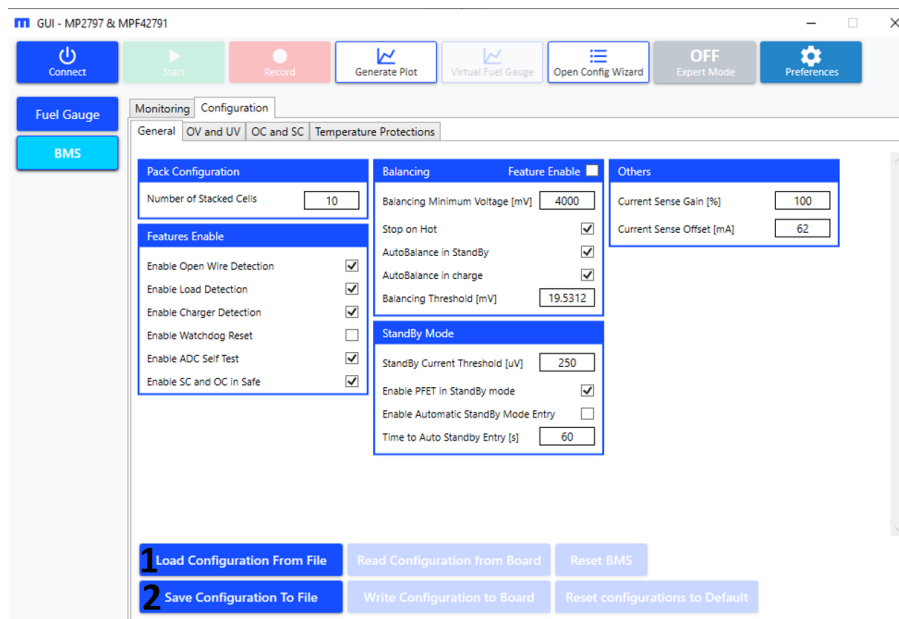 GUI - MP2797 & MPF42791
Connect
Start
Record
Generate Plot
Virtual Fuel Gauge
Open Config Wizard
OFF
Expert Mode
Preferences
Fuel Gauge
BMS
Monitoring Configuration
General OV and UV OC and SC Temperature Protections
Pack Configuration
Number of Stacked Cells 10
Features Enable
Enable Open Wire Detection
Enable Load Detection
Enable Charger Detection
Enable Watchdog Reset
Enable ADC Self Test
Enable SC and OC in Safe
Balancing Feature Enable
Balancing Minimum Voltage [mV] 4000
Stop on Hot
AutoBalance in StandBy
AutoBalance in charge
Balancing Threshold [mV] 19.5312
StandBy Mode
StandBy Current Threshold [uV] 250
Enable PFET in StandBy mode
Enable Automatic StandBy Mode Entry
Time to Auto Standby Entry [s] 60
Others
Current Sense Gain [%] 100
Current Sense Offset [mA] 62
1 Load Configuration From File Read Configuration from Board Reset BMS
2 Save Configuration To File Write Configuration to Board Reset configurations to Default